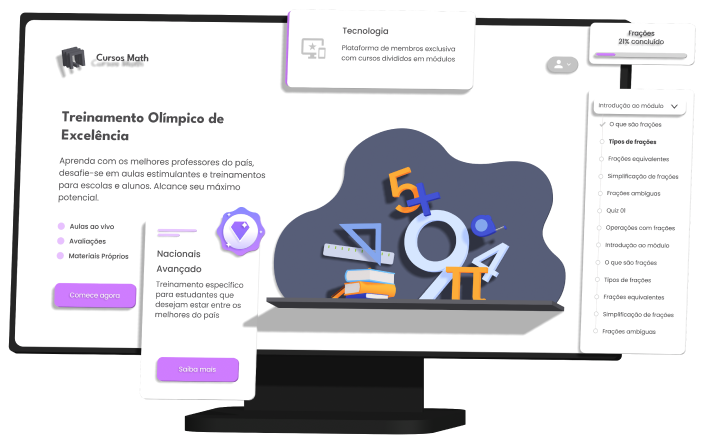 Cursos Math
Tecnologia
Plataforma de membros exclusiva
com cursos divididos em módulos
Frações
21% concluído
Treinamento Olímpico de
Excelência
Aprenda com os melhores professores do país,
desafie-se em aulas estimulantes e treinamentos
para escolas e alunos. Alcance seu máximo
potencial.
Aulas ao vivo
Avaliações
Materiais Próprios
Comece agora
Nacionais
Avançado
Treinamento específico
para estudantes que
desejam estar entre os
melhores do país
Saiba mais
5
9
4
π
Introdução ao módulo
O que são frações
Tipos de frações
Frações equivalentes
Simplificação de frações
Frações ambíguas
Quiz 01
Operações com frações
Introdução ao módulo
O que são frações
Tipos de frações
Frações equivalentes
Simplificação de frações
Frações ambíguas